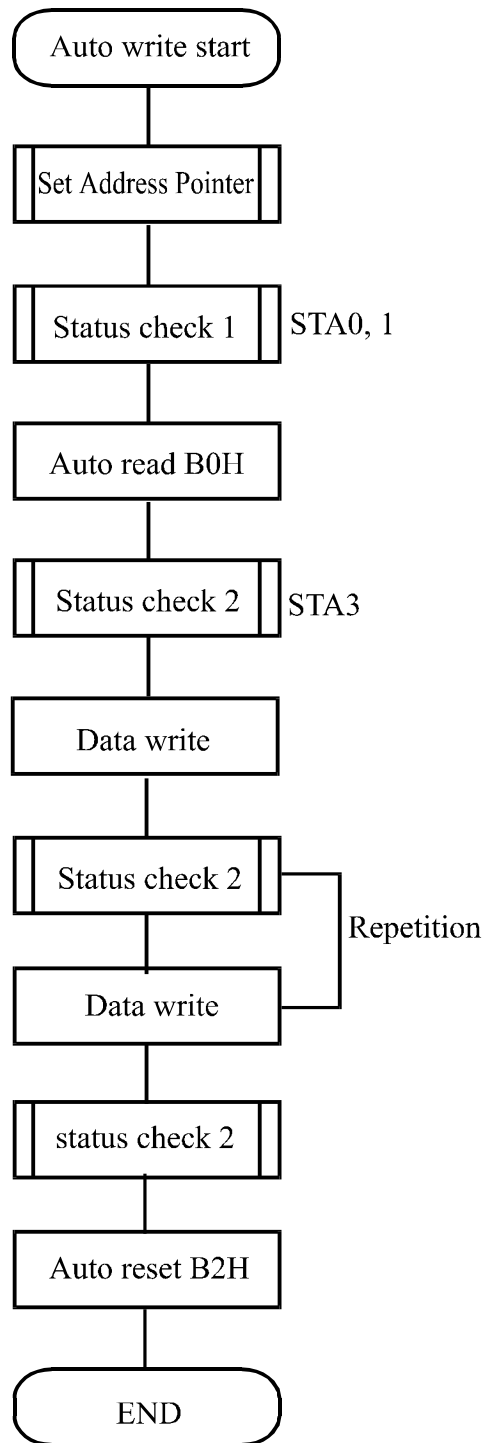 Auto write start
Set Address Pointer
Status check 1
STA0, 1
Auto read B0H
Status check 2
STA3
Data write
Status check 2
Repetition
Data write
status check 2
Auto reset B2H
END